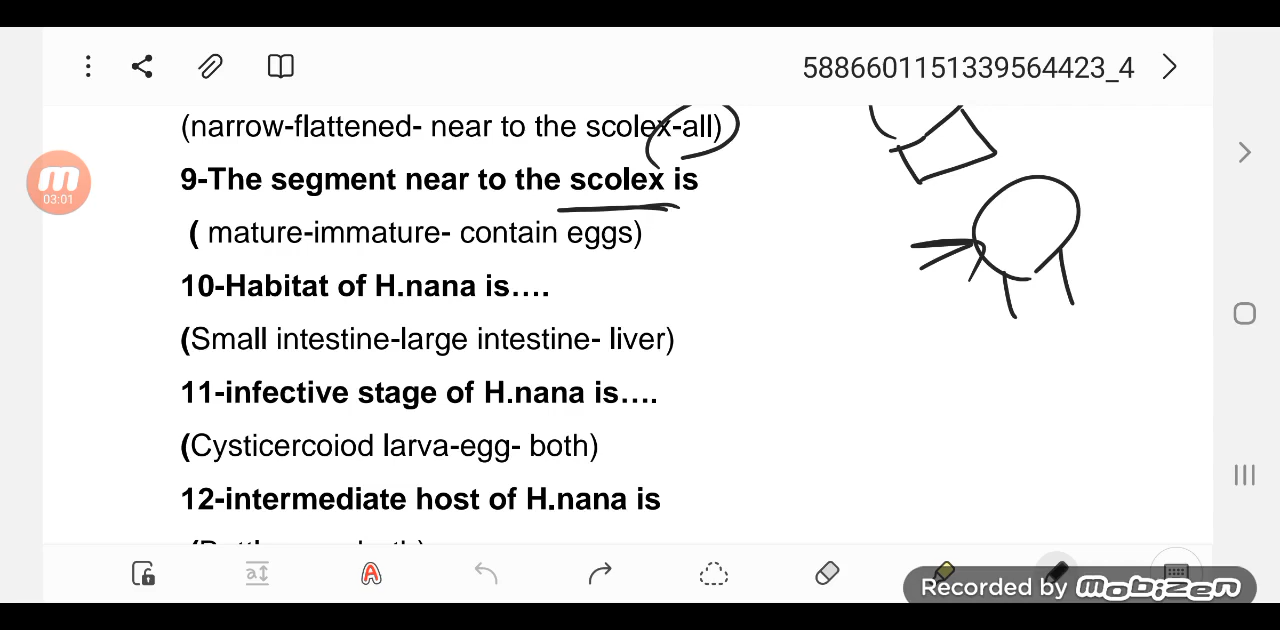 5886601151339564423_4
(narrow-flattened- near to the scolex-all)
03:01
9-The segment near to the scolex is
( mature-immature- contain eggs)
10-Habitat of H.nana is....
(Small intestine-large intestine- liver)
11-infective stage of H.nana is....
(Cysticercoiod larva-egg- both)
12-intermediate host of H.nana is
Recorded by mobizen